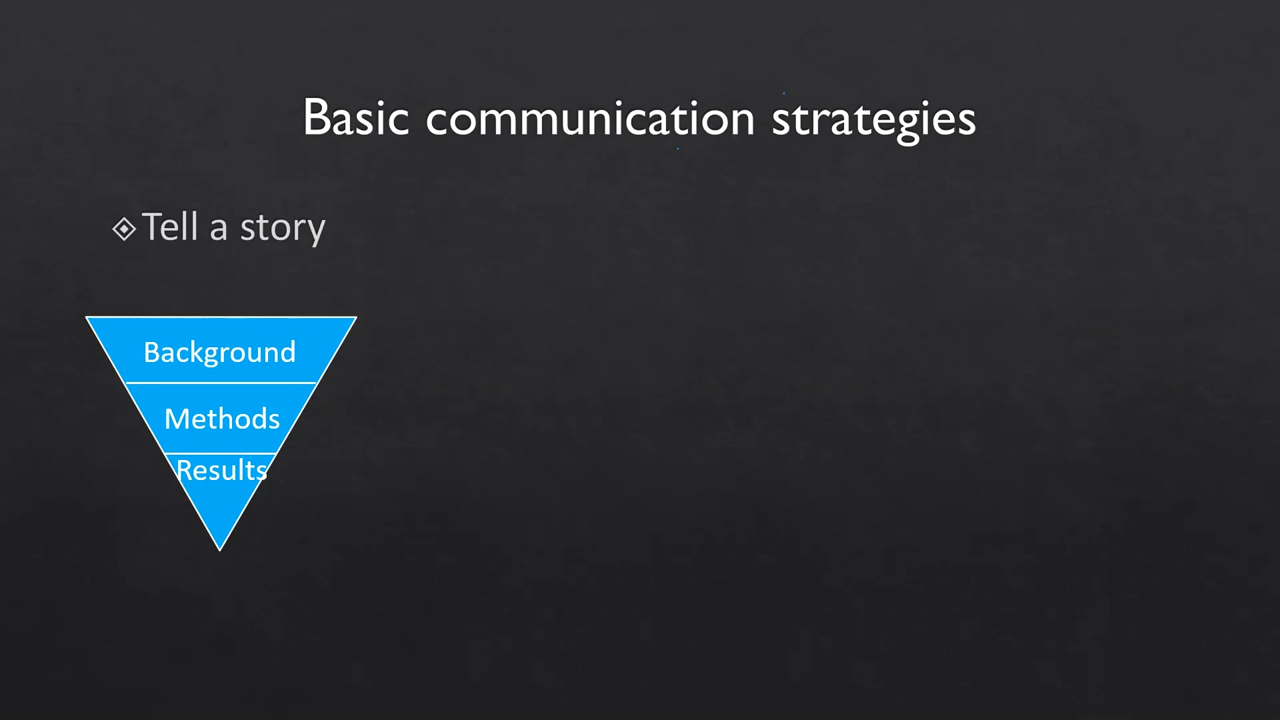 Basic communication strategies
Tell a story
Background
Methods
Results